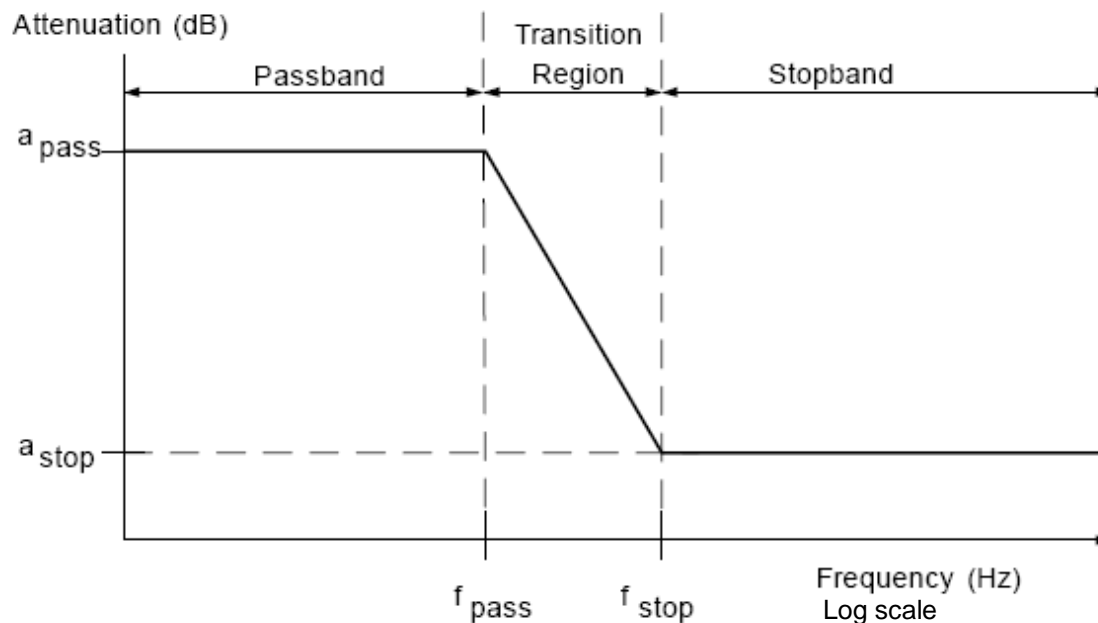 Attenuation (dB)
Transition
Region
Passband
Stopband
a pass
a stop
f pass
f stop
Frequency (Hz)
Log scale